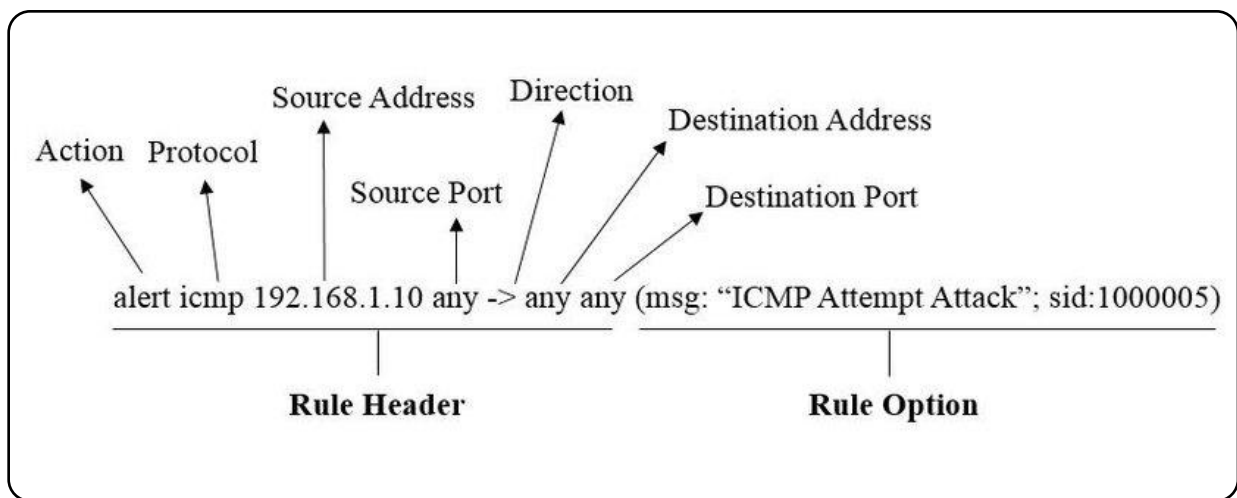 Source Address
Direction
Destination Address
Action
Protocol
Source Port
Destination Port
alert icmp 192.168.1.10 any -> any any (msg: “ICMP Attempt Attack”; sid:1000005)
Rule Header
Rule Option